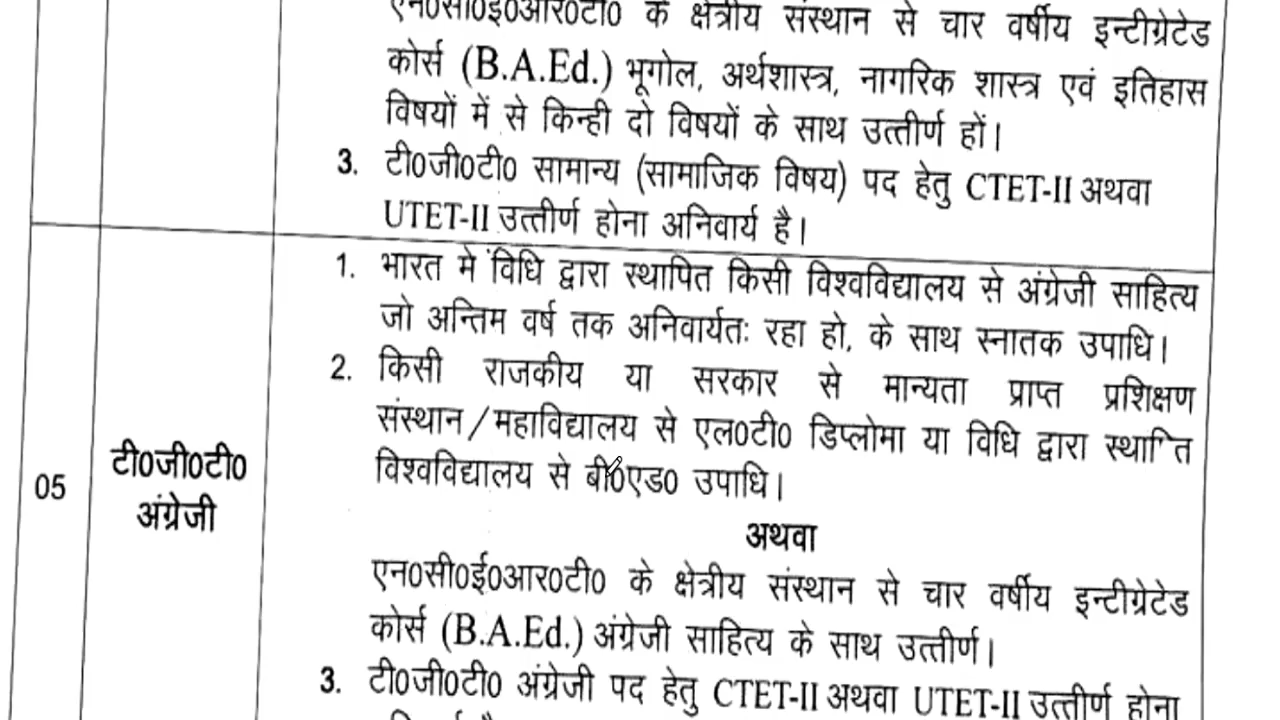 एन0सी0ई0आर0टी0 के क्षेत्रीय संस्थान से चार वर्षीय इन्टीग्रेटेड
कोर्स (B.A.Ed.) भूगोल, अर्थशास्त्र, नागरिक शास्त्र एवं इतिहास
विषयों में से किन्ही दो विषयों के साथ उत्तीर्ण हों।
3. टी0जी0टी0 सामान्य (सामाजिक विषय) पद हेतु CTET-II अथवा
UTET-II उत्तीर्ण होना अनिवार्य है।
05
टी0जी0टी0
अंग्रेजी
1. भारत में विधि द्वारा स्थापित किसी विश्वविद्यालय से अंग्रेजी साहित्य
जो अन्तिम वर्ष तक अनिवार्यतः रहा हो, के साथ स्नातक उपाधि।
2. किसी राजकीय या सरकार से मान्यता प्राप्त प्रशिक्षण
संस्थान/महाविद्यालय से एल0टी0 डिप्लोमा या विधि द्वारा स्थापित
विश्वविद्यालय से बी0एड0 उपाधि।
अथवा
एन0सी0ई0आर0टी0 के क्षेत्रीय संस्थान से चार वर्षीय इन्टीग्रेटेड
कोर्स (B.A.Ed.) अंग्रेजी साहित्य के साथ उत्तीर्ण।
3. टी0जी0टी0 अंग्रेजी पद हेतु CTET-II अथवा UTET-II उत्तीर्ण होना